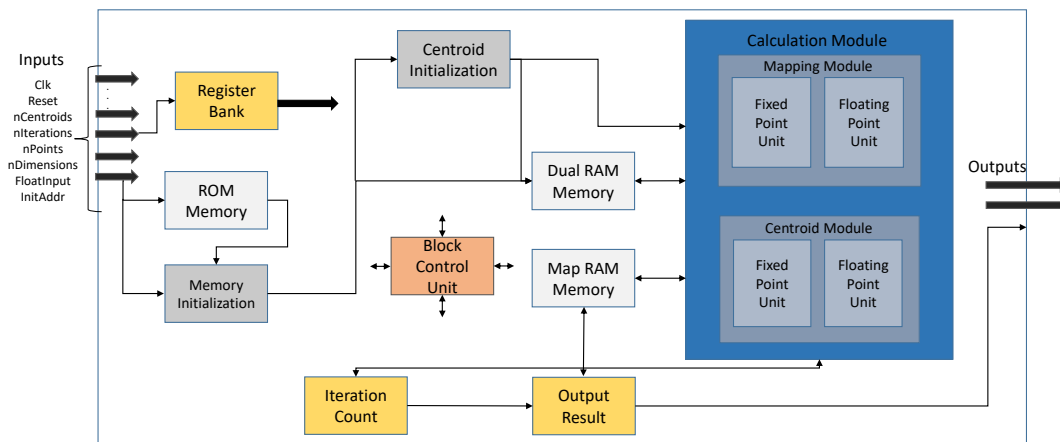 Inputs
Clk
Reset
nCentroids
nIterations
nPoints
nDimensions
FloatInput
InitAddr
Register
Bank
ROM
Memory
Memory
Initialization
Centroid
Initialization
Block
Control
Unit
Dual RAM
Memory
Map RAM
Memory
Iteration
Count
Output
Result
Calculation Module
Mapping Module
Fixed
Point
Unit
Floating
Point
Unit
Centroid Module
Fixed
Point
Unit
Floating
Point
Unit
Outputs